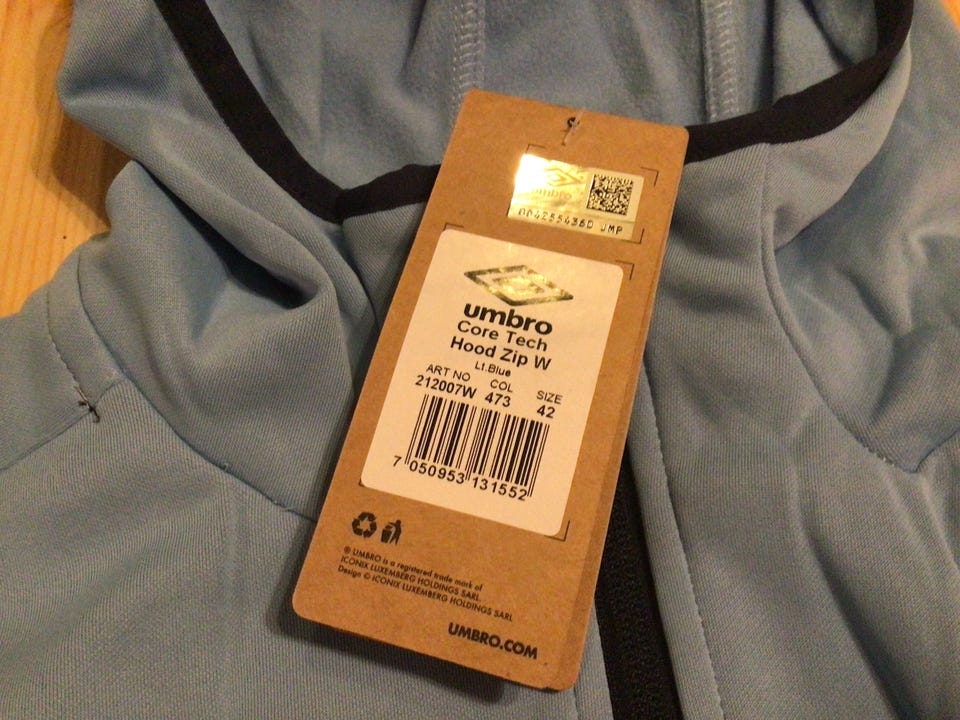 umbro
004255436D JMP
umbro
Core Tech
Hood Zip W
Lt.Blue
ART NO COL SIZE
212007W 473 42
7 050953 131552
® UMBRO is a registered trade mark of
ICONIX LUXEMBERG HOLDINGS SARL.
Design © ICONIX LUXEMBERG HOLDINGS SARL
UMBRO.COM